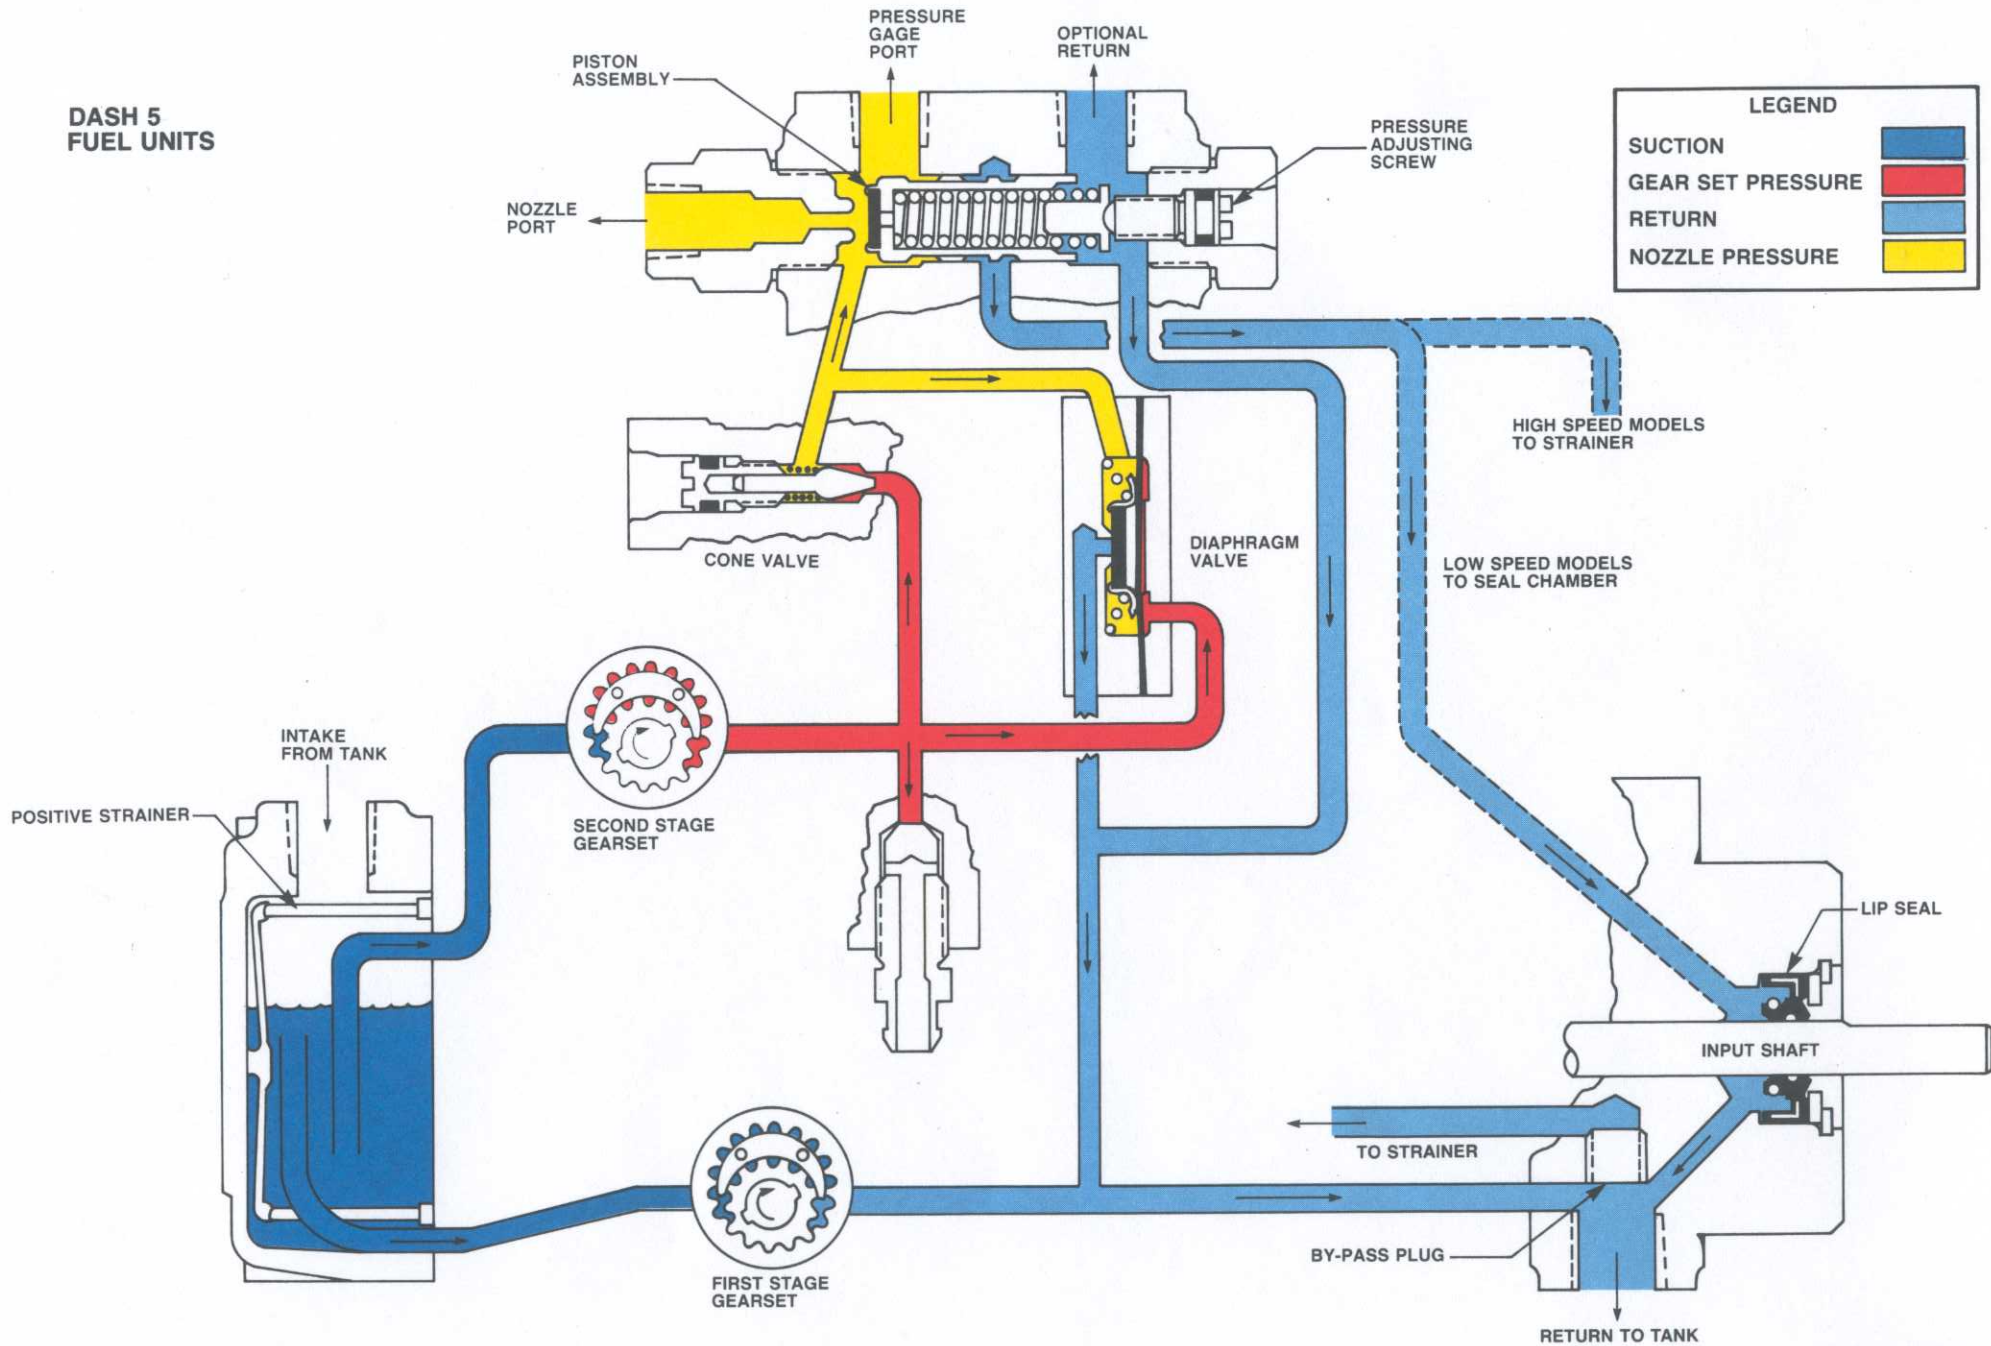 DASH 5
FUEL UNITS
PRESSURE
GAGE
PORT
OPTIONAL
RETURN
PISTON
ASSEMBLY
PRESSURE
ADJUSTING
SCREW
NOZZLE
PORT
LEGEND
SUCTION
GEAR SET PRESSURE
RETURN
NOZZLE PRESSURE
HIGH SPEED MODELS
TO STRAINER
CONE VALVE
DIAPHRAGM
VALVE
LOW SPEED MODELS
TO SEAL CHAMBER
INTAKE
FROM TANK
POSITIVE STRAINER
SECOND STAGE
GEARSET
LIP SEAL
INPUT SHAFT
TO STRAINER
BY-PASS PLUG
FIRST STAGE
GEARSET
RETURN TO TANK